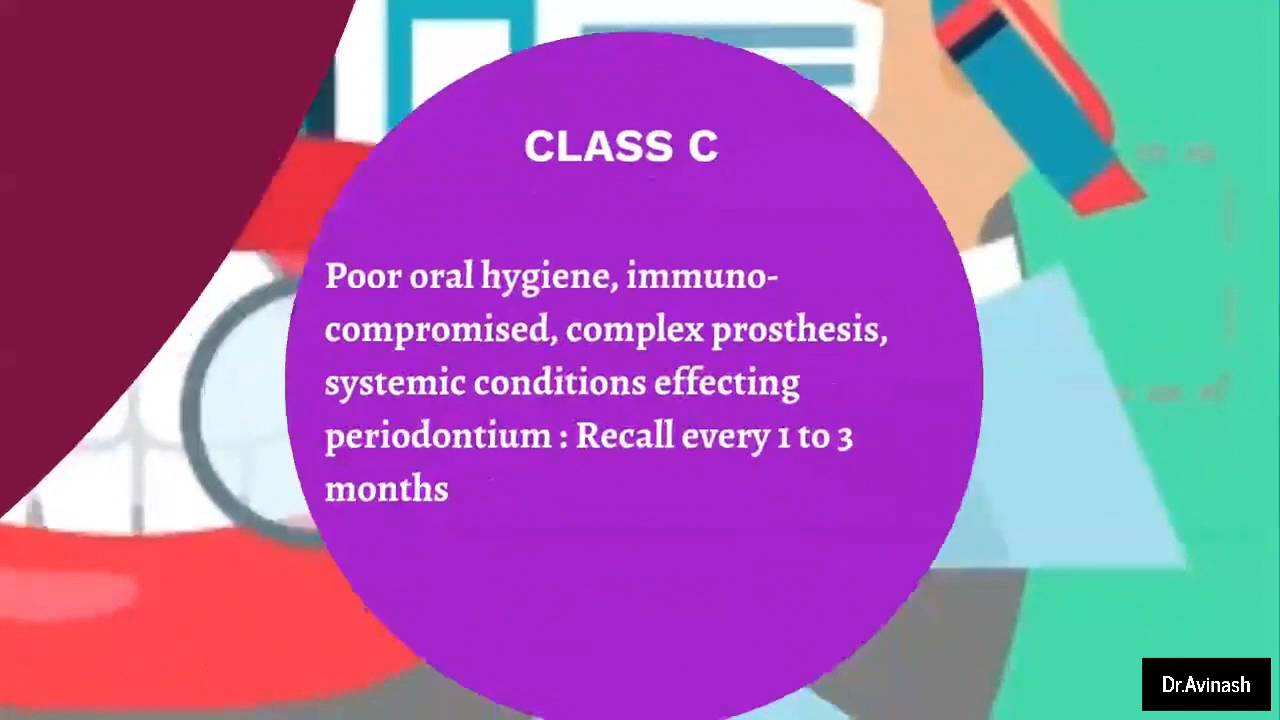 CLASS C
Poor oral hygiene, immuno-
compromised, complex prosthesis,
systemic conditions effecting
periodontium : Recall every 1 to 3
months
Dr.Avinash